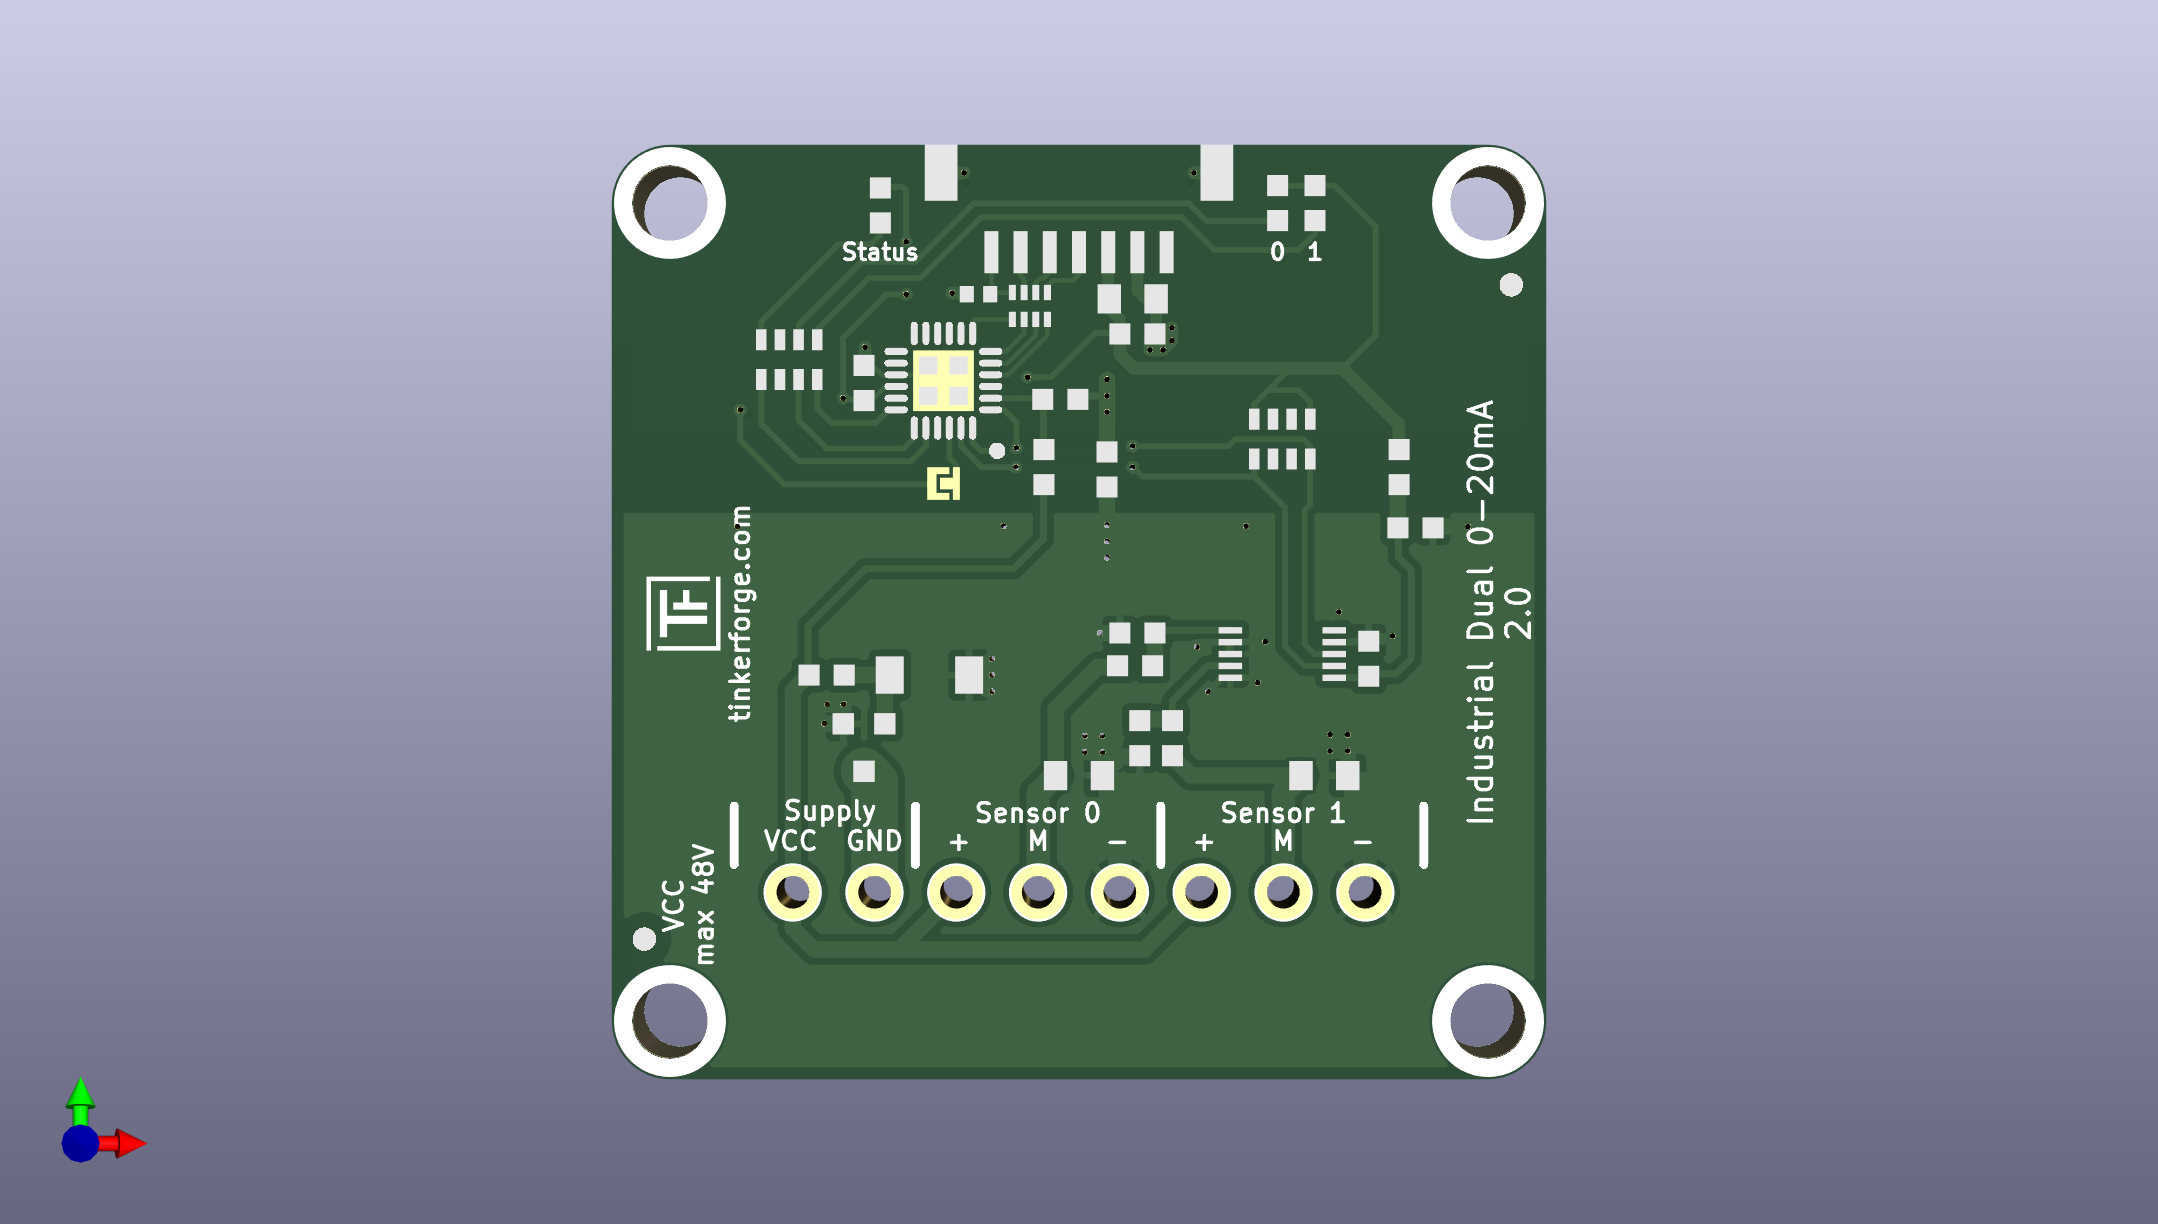 Status
0 1
Industrial Dual 0-20mA
2.0
TF
tinkerforge.com
Supply
VCC GND
Sensor 0
+ M -
Sensor 1
+ M -
VCC
max 48V